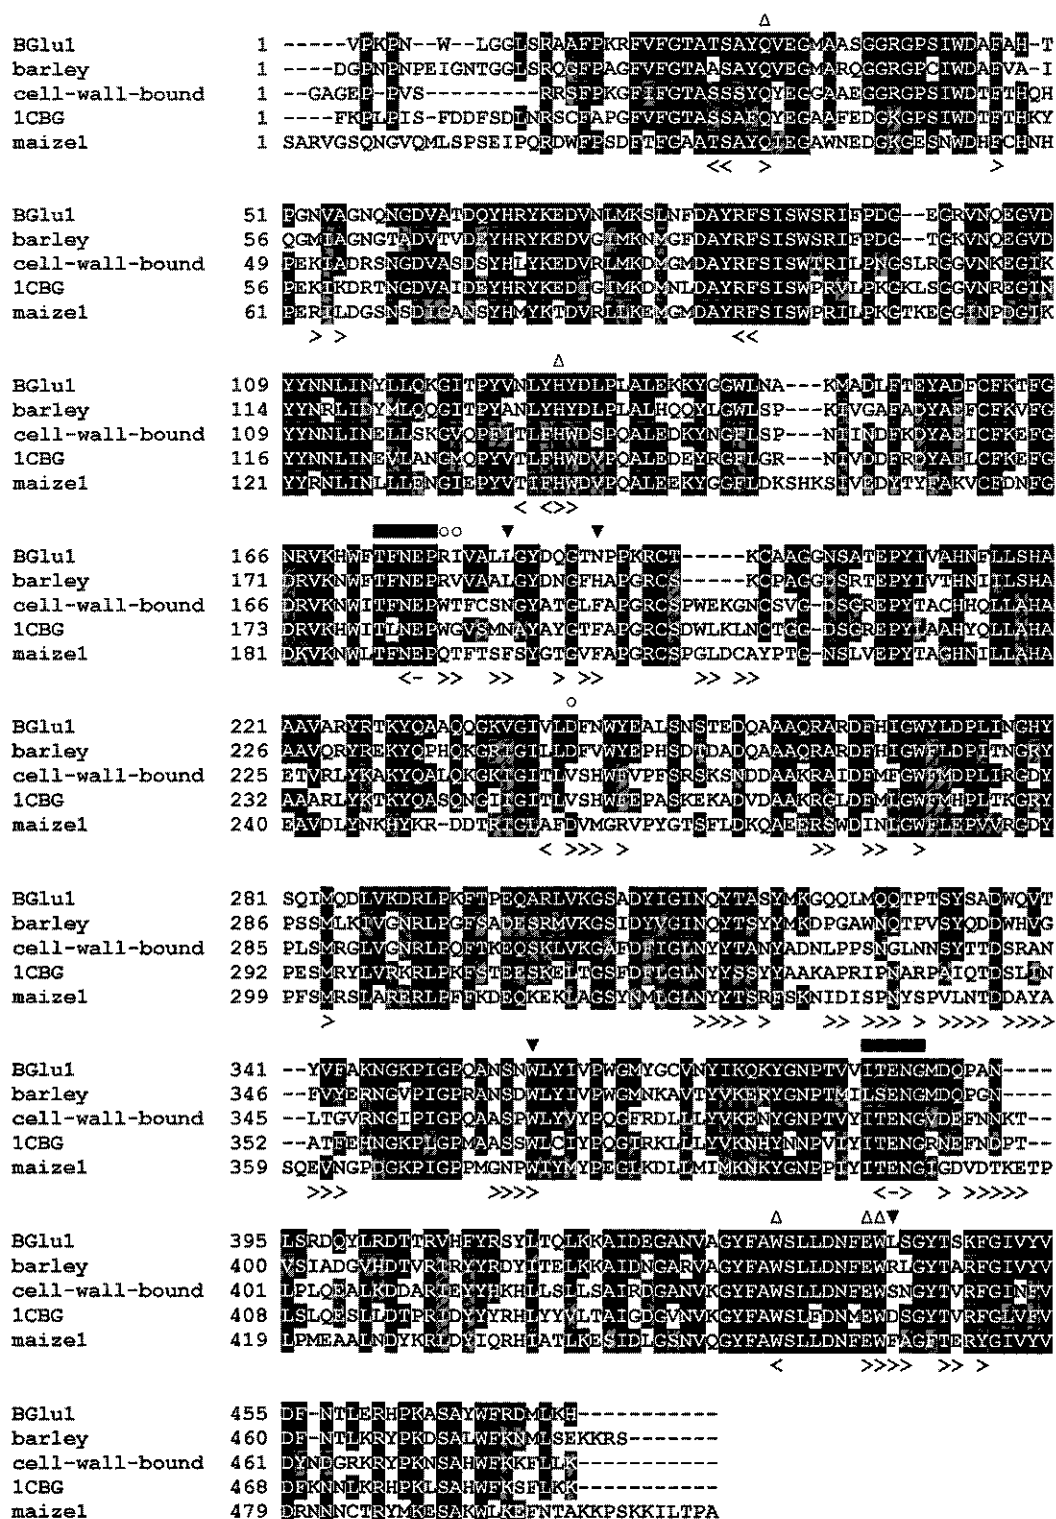 BGlu1 1 -----VPKPN--W--LGGLSRAAFPKRFVFGTATSAYQVEGMAASGGRGPSIWDAFAH-T
barley 1 ----DGPNPNPEIGNTGGLSRQGFPAGFVFGTAASAYQVEGMARQGGRGPCIWDAFVA-I
cell-wall-bound 1 --GAGEP-PVS----------RRSFPKGFIFGTASSSYQYEGGAAEGGRGPSIWDTFTHQH
1CBG 1 ----FKPLPIS-FDDFSDLNRSCFAPGFVFGTASSAFQYEGAAFEDGKGPSIWDTFTHKY
maize1 1 SARVGSQNGVQMLSPSEIPQRDWFPSDFTFGAATSAYQIEGAWNEDGKGESNWDHFCHNH
<< > >
BGlu1 51 PGNVAGNQNGDVATDQYHRYKEDVNLMKSLNFDAYRFSISWSRIFPDG--EGRVNQEGVD
barley 56 QGMIAGNGTADVTVDEYHRYKEDVGIMKNMGFDAYRFSISWSRIFPDG--TGKVNQEGVD
cell-wall-bound 49 PEKIADRSNGDVASDSYHLYKEDVRLMKDMGMDAYRFSISWTRILPNGSLRGGVNKEGIK
1CBG 56 PEKIKDRTNGDVAIDEYHRYKEDIGIMKDMNLDAYRFSISWPRVLPKGKLSGGVNREGIN
maize1 61 PERILDGSNSDIGANSYHMYKTDVRLLKEMGMDAYRFSISWPRILPKGTKEGGINPDGIK
> > <<
BGlu1 109 YYNNLINYLLQKGITPYVNLYHYDLPLALEKKYGGWLNA---KMADLFTEYADFCFKTFG
barley 114 YYNRLIDYMLQQGITPYANLYHYDLPLALHQQYLGWLSP---KIVGAFADYAEFCFKVFG
cell-wall-bound 109 YYNNLINELLSKGVQPFITLFHWDSPQALEDKYNGFLSP---NIINDFKDYAEICFKEFG
1CBG 116 YYNNLINEVLANGMQPYVTLFHWDVPQALEDEYRGFLGR---NIVDDFRDYAELCFKEFG
maize1 121 YYRNLINLLLENGIEPYVTIFHWDVPQALEEKYGGFLDKSHKSIVEDYTYFAKVCFDNFG
< <>>
BGlu1 166 NRVKHWFTFNEPRIVALLGYDQGTNPPKRCT-----KCAAGGNSATEPYIVAHNFLLSHA
barley 171 DRVKNWFTFNEPRVVAALGYDNGFHAPGRCS-----KCPAGGDSRTEPYIVTHNIILSHA
cell-wall-bound 166 DRVKNWITFNEPWTFCSNGYATGLFAPGRCSPWEKGNCSVG-DSGREPYTACHHQLLAHA
1CBG 173 DRVKHWITLNEPWGVSMNAYAYGTFAPGRCSDWLKLNCTGG-DSGREPYLAAHYQLLAHA
maize1 181 DKVKNWLTFNEPQTFTSFSYGTGVFAPGRCSPGLDCAYPTG-NSLVEPYTAGHNILLAHA
<- >> >> > >> >> >>
BGlu1 221 AAVARYRTKYQAAQQGKVGIVLDFNWYEALSNSTEDQAAAQRARDFHIGWYLDPLINGHY
barley 226 AAVQRYREKYQPHQKGRIGILLDFVWYEPHSDTDADQAAAQRARDFHIGWFLDPITNGRY
cell-wall-bound 225 ETVRLYKAKYQALQKGKIGITLVSHWFVPFSRSKSNDDAAKRAIDFMFGWFMDPLIRGDY
1CBG 232 AAARLYKTKYQASQNGIIGITLVSHWFEPASKEKADVDAAKRGLDFMLGWFMHPLTKGRY
maize1 240 EAVDLYNKHYKR-DDTRIGLAFDVMGRVPYGTSFLDKQAEERSWDINLGWFLEPVVRGDY
< >>> > >> >> >
BGlu1 281 SQIMQDLVKDRLPKFTPEQARLVKGSADYIGINQYTASYMKGQQLMQQTPTSYSADWQVT
barley 286 PSSMLKIVGNRLPGFSADESRMVKGSIDYVGINQYTSYYMKDPGAWNQTPVSYQDDWHVG
cell-wall-bound 285 PLSMRGLVGNRLPQFTKEQSKLVKGAFDFIGLNYYTANYADNLPPSNGLNNSYTTDSRAN
1CBG 292 PESMRYLVRKRLPKFSTEESKELTGSFDFLGLNYYSSYYAAKAPRIPNARPAIQTDSLIN
maize1 299 PFSMRSLARERLPFFKDEQKEKLAGSYNMLGLNYYTSRFSKNIDISPNYSPVLNTDDAYA
> >>>> > >> >>> > >>>> >>>>
BGlu1 341 --YVFAKNGKPIGPQANSNWLYIVPWGMYGCVNYIKQKYGNPTVVITENGMDQPAN----
barley 346 --FVYERNGVPIGPRANSDWLYIVPWGMNKAVTYVKERYGNPTMILSENGMDQPGN----
cell-wall-bound 345 --LTGVRNGIPIGPQAASPWLYVYPQGFRDLLLYVKENYGNPTVYITENGVDEFNNKT--
1CBG 352 --ATFEHNGKPLGPMAASSWLCIYPQGIRKLLLYVKNHYNNPVIYITENGRNEFNDPT--
maize1 359 SQEVNGPDGKPIGPPMGNPWIYMYPEGLKDLLMIMKNKYGNPPIYITENGIGDVDTKETP
>>> >>>> <-> > >>>>>
BGlu1 395 LSRDQYLRDTTRVHFYRSYLTQLKKAIDEGANVAGYFAWSLLDNFEWLSGYTSKFGIVYV
barley 400 VSIADGVHDTVRIRYYRDYITELKKAIDNGARVAGYFAWSLLDNFEWRLGYTARFGIVYV
cell-wall-bound 401 LPLQEALKDDARIEYYHKHLLSLLSAIRDGANVKGYFAWSLLDNFEWSNGYTVRFGINFV
1CBG 408 LSLQESLLDTPRIDYYYRHLYYVLTAIGDGVNVKGYFAWSLFDNMEWDSGYTVRFGLVFV
maize1 419 LPMEAALNDYKRLDYIQRHIATLKESIDLGSNVQGYFAWSLLDNFEWFAGFTERYGIVYV
< >>>> >> >
BGlu1 455 DF-NTLERHPKASAYWFRDMLKH-----------
barley 460 DF-NTLKRYPKDSALWFKNMLSEKKRS-------
cell-wall-bound 461 DYNDGRKRYPKNSAHWFKKFLLK-----------
1CBG 468 DFKNNLKRHPKLSAHWFKSFLKK-----------
maize1 479 DRNNNCTRYMKESAKWLKEFNTAKKPSKKILTPA